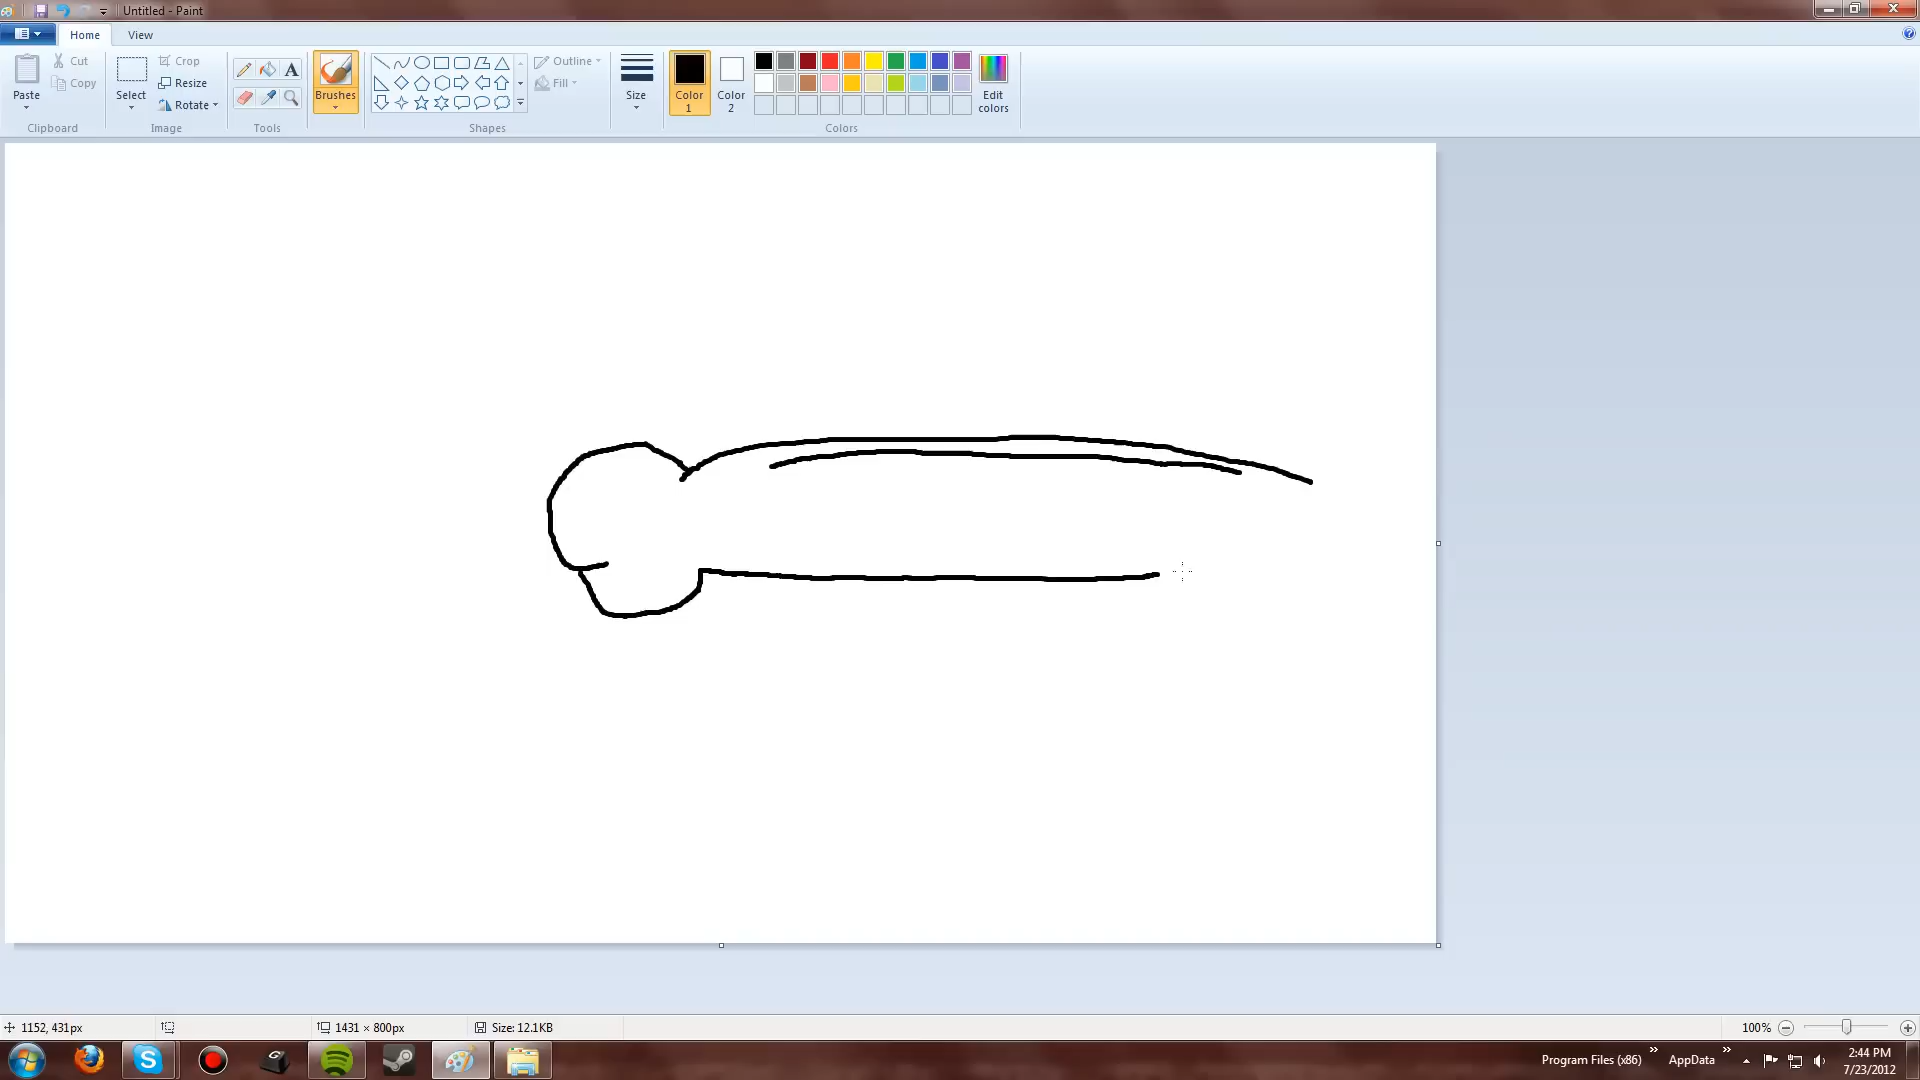 Untitled - Paint
Home View
Paste Cut Copy Select Crop Resize Rotate A Brushes Outline Fill Size Color 1 Color 2 Edit colors
Clipboard Image Tools Shapes Colors
1152, 431px 1431 × 800px Size: 12.1KB 100%
Program Files (x86) » AppData » 2:44 PM
7/23/2012